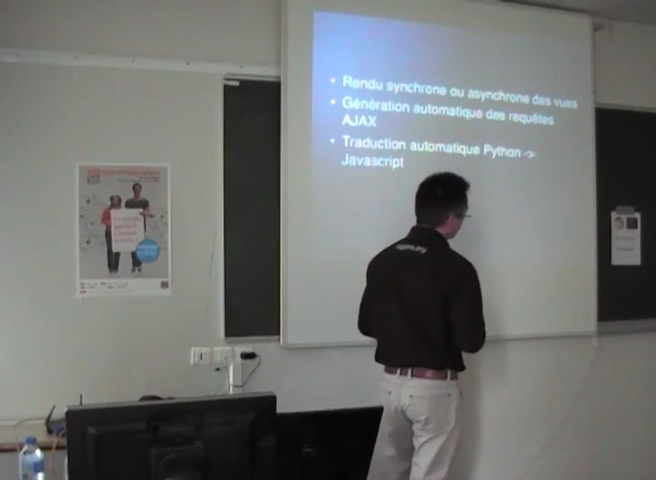 • Rendu synchrone ou asynchrone des vues
• Génération automatique des requêtes
AJAX
• Traduction automatique Python ->
Javascript